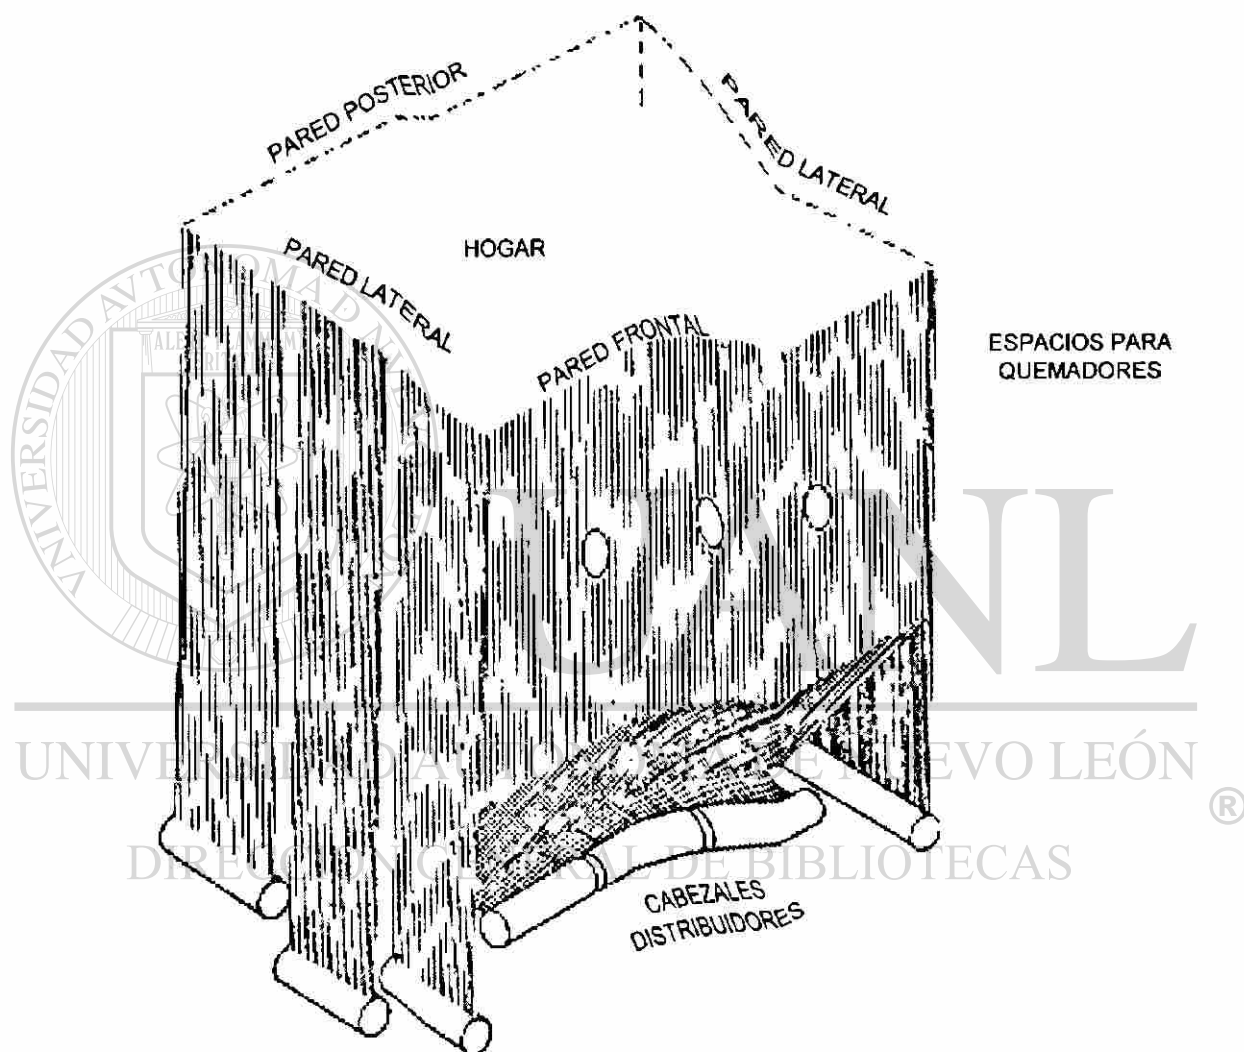 PARED POSTERIOR
PARED LATERAL
PARED LATERAL
HOGAR
PARED FRONTAL
ESPACIOS PARA
QUEMADORES
CABEZALES
DISTRIBUIDORES
UANL
UNIVERSIDAD AUTÓNOMA DE NUEVO LEÓN
®
DIRECCIÓN GENERAL DE BIBLIOTECAS